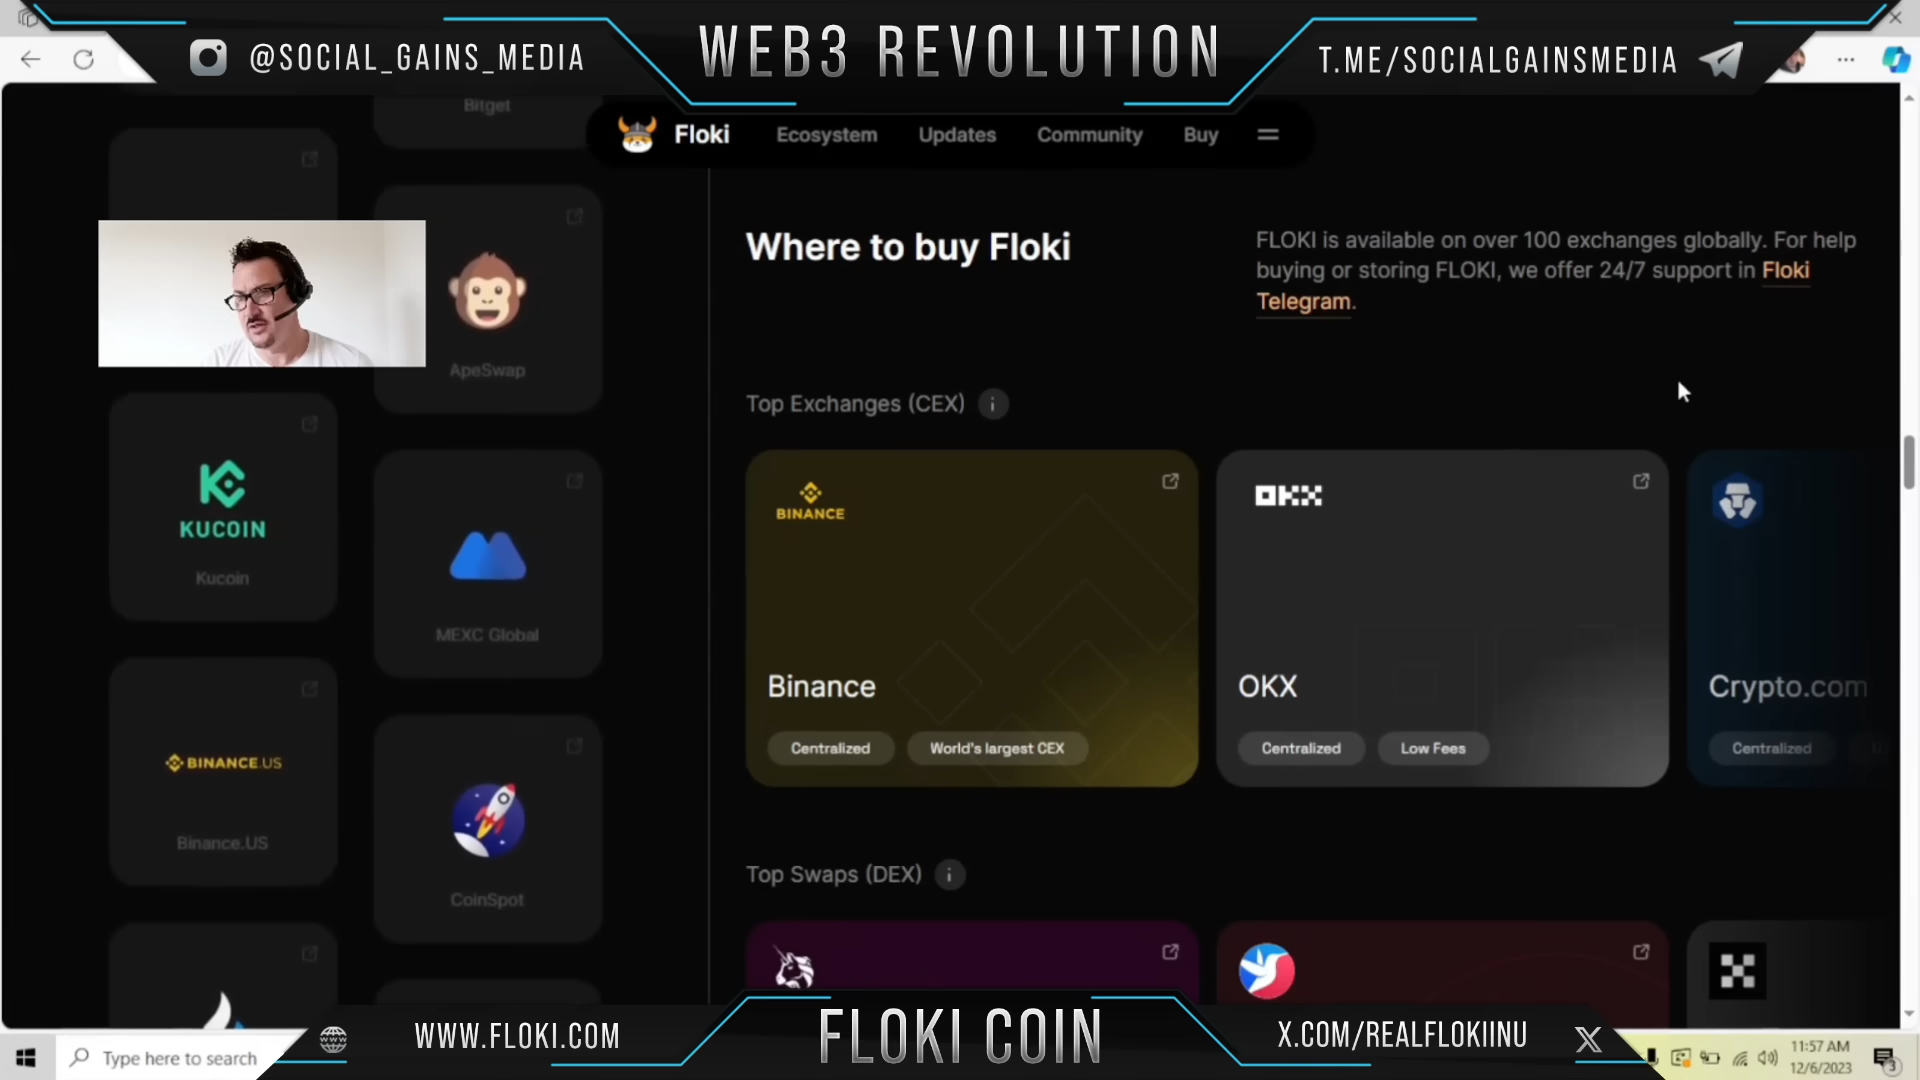 @SOCIAL_GAINS_MEDIA
WEB3 REVOLUTION
T.ME/SOCIALGAINSMEDIA
Bitget
Floki
Ecosystem
Updates
Community
Buy
Where to buy Floki
FLOKI is available on over 100 exchanges globally. For help
buying or storing FLOKI, we offer 24/7 support in Floki
Telegram.
ApeSwap
Top Exchanges (CEX)
KUCOIN
Kucoin
MEXC Global
BINANCE
Binance
Centralized
World's largest CEX
OKX
OKX
Centralized
Low Fees
Crypto.com
Centralized
BINANCE.US
Binance.US
CoinSpot
Top Swaps (DEX)
WWW.FLOKI.COM
FLOKI COIN
X.COM/REALFLOKIINU
Type here to search
11:57 AM
12/6/2023
3